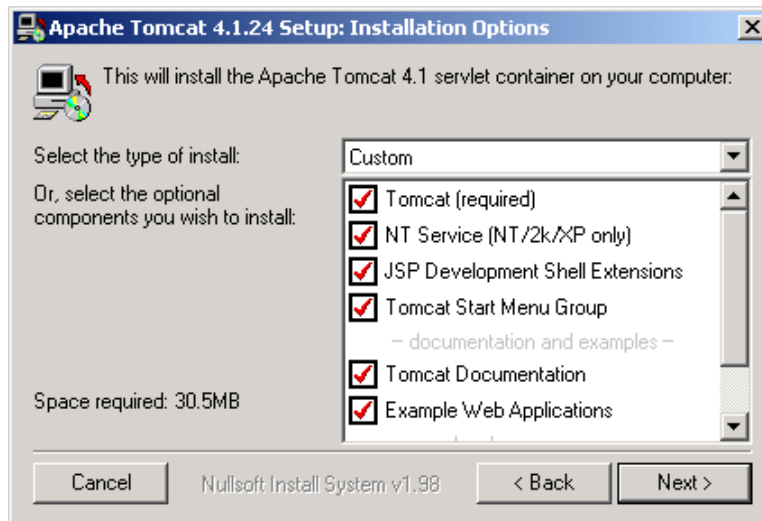 Apache Tomcat 4.1.24 Setup: Installation Options
This will install the Apache Tomcat 4.1 servlet container on your computer:
Select the type of install:
Custom
Or, select the optional
components you wish to install:
Tomcat (required)
NT Service (NT/2k/XP only)
JSP Development Shell Extensions
Tomcat Start Menu Group
– documentation and examples –
Tomcat Documentation
Example Web Applications
Space required: 30.5MB
Cancel
Nullsoft Install System v1.98
< Back
Next >